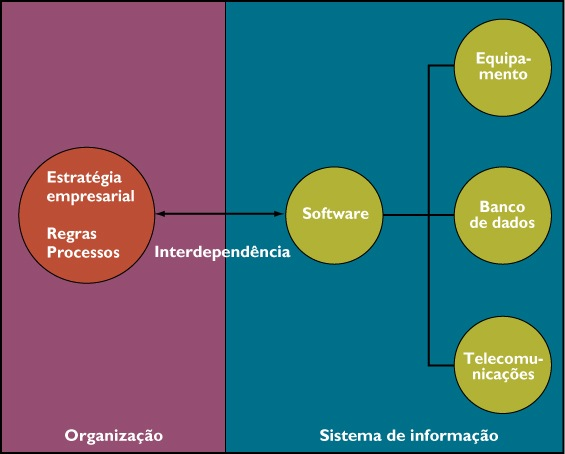 Estratégia
empresarial
Regras
Processos
Interdependência
Software
Equipa-
mento
Banco
de dados
Telecomu-
nicações
Organização
Sistema de informação